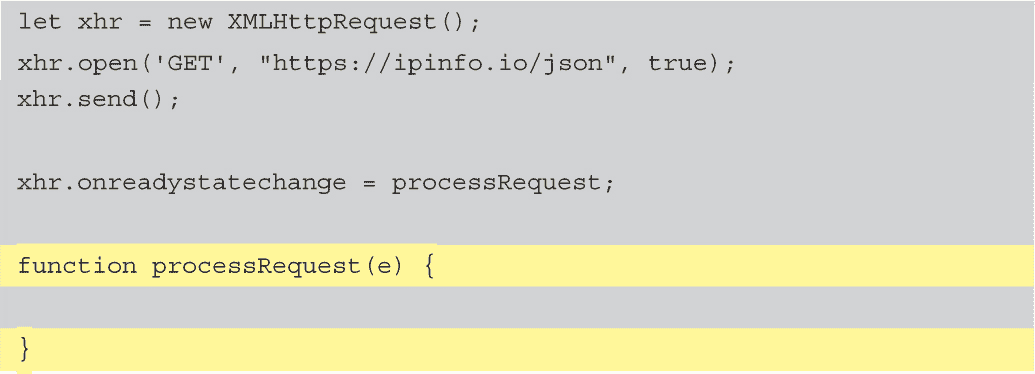 let xhr = new XMLHttpRequest();
xhr.open('GET', "https://ipinfo.io/json", true);
xhr.send();
xhr.onreadystatechange = processRequest;
function processRequest(e) {
}